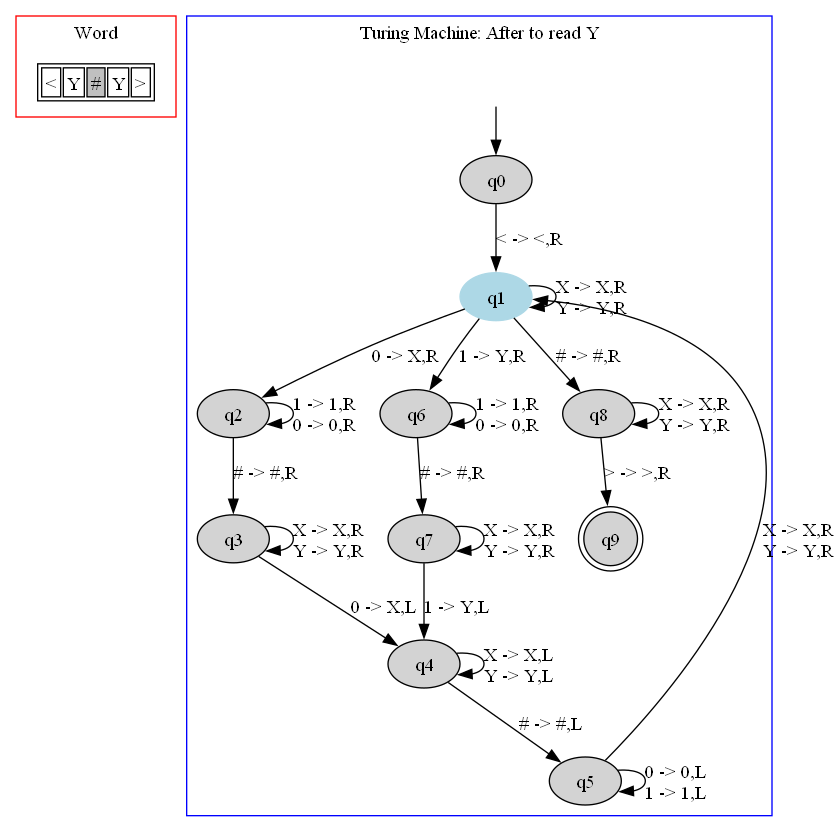 Word
< Y # Y >
Turing Machine: After to read Y
q0
< -> <,R
q1
X -> X,R
Y -> Y,R
0 -> X,R
1 -> Y,R
# -> #,R
q2
1 -> 1,R
0 -> 0,R
q6
1 -> 1,R
0 -> 0,R
q8
X -> X,R
Y -> Y,R
# -> #,R
# -> #,R
> -> >,R
q3
X -> X,R
Y -> Y,R
q7
X -> X,R
Y -> Y,R
q9
X -> X,R
Y -> Y,R
0 -> X,L
1 -> Y,L
q4
X -> X,L
Y -> Y,L
# -> #,L
q5
0 -> 0,L
1 -> 1,L